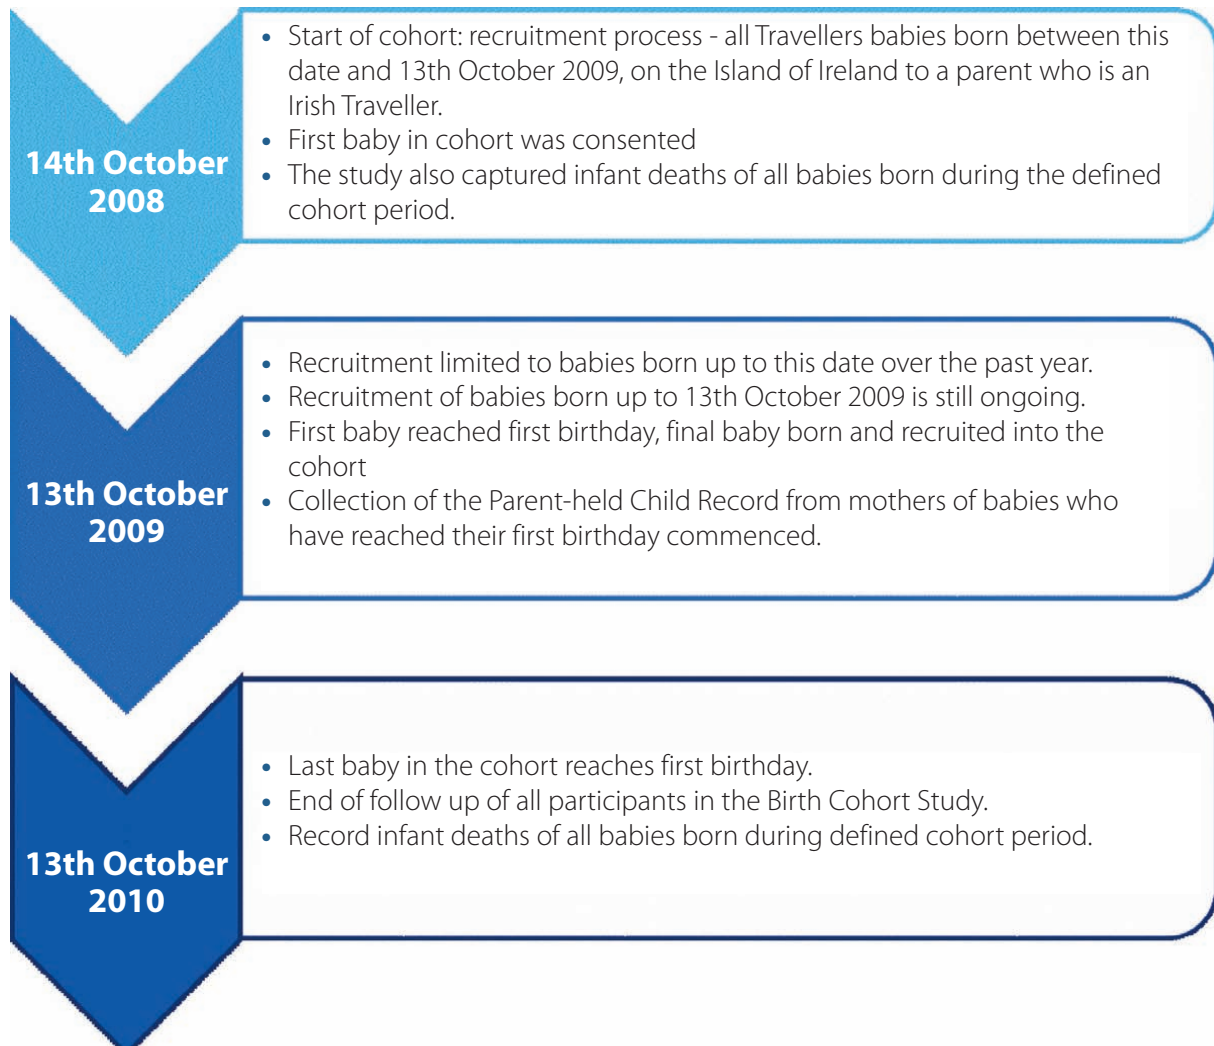 14th October
2008
• Start of cohort: recruitment process - all Travellers babies born between this
date and 13th October 2009, on the Island of Ireland to a parent who is an
Irish Traveller.
• First baby in cohort was consented
• The study also captured infant deaths of all babies born during the defined
cohort period.
13th October
2009
• Recruitment limited to babies born up to this date over the past year.
• Recruitment of babies born up to 13th October 2009 is still ongoing.
• First baby reached first birthday, final baby born and recruited into the
cohort
• Collection of the Parent-held Child Record from mothers of babies who
have reached their first birthday commenced.
13th October
2010
• Last baby in the cohort reaches first birthday.
• End of follow up of all participants in the Birth Cohort Study.
• Record infant deaths of all babies born during defined cohort period.